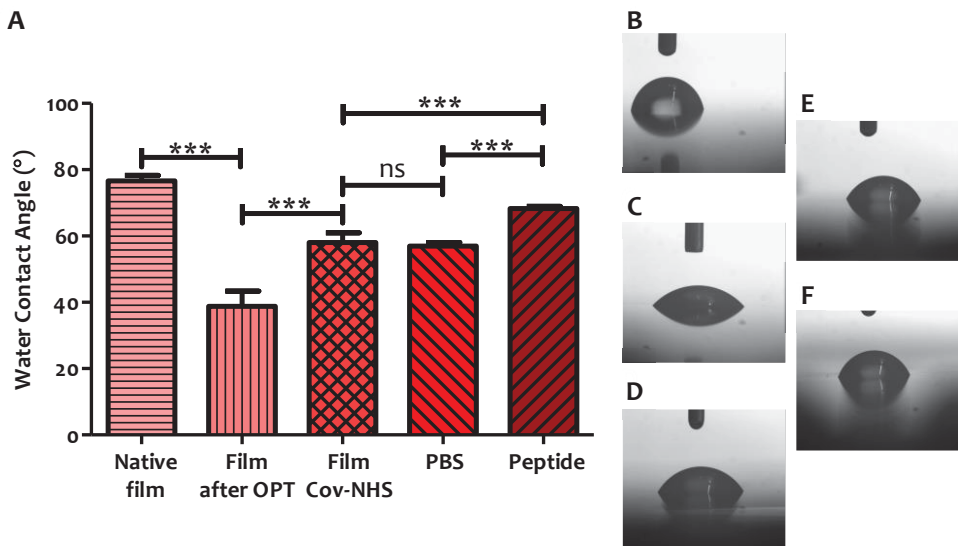 A
Water Contact Angle (°)
100
80
60
40
20
0
***
***
***
ns
***
Native
film
Film
after OPT
Film
Cov-NHS
PBS
Peptide
B
C
D
E
F